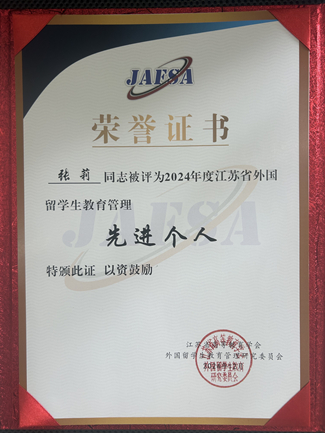 JAFSA
荣誉证书
张莉 同志被评为2024年度江苏省外国
留学生教育管理
先进个人
特颁此证 以资鼓励
外国留学生教育管理研究委员会